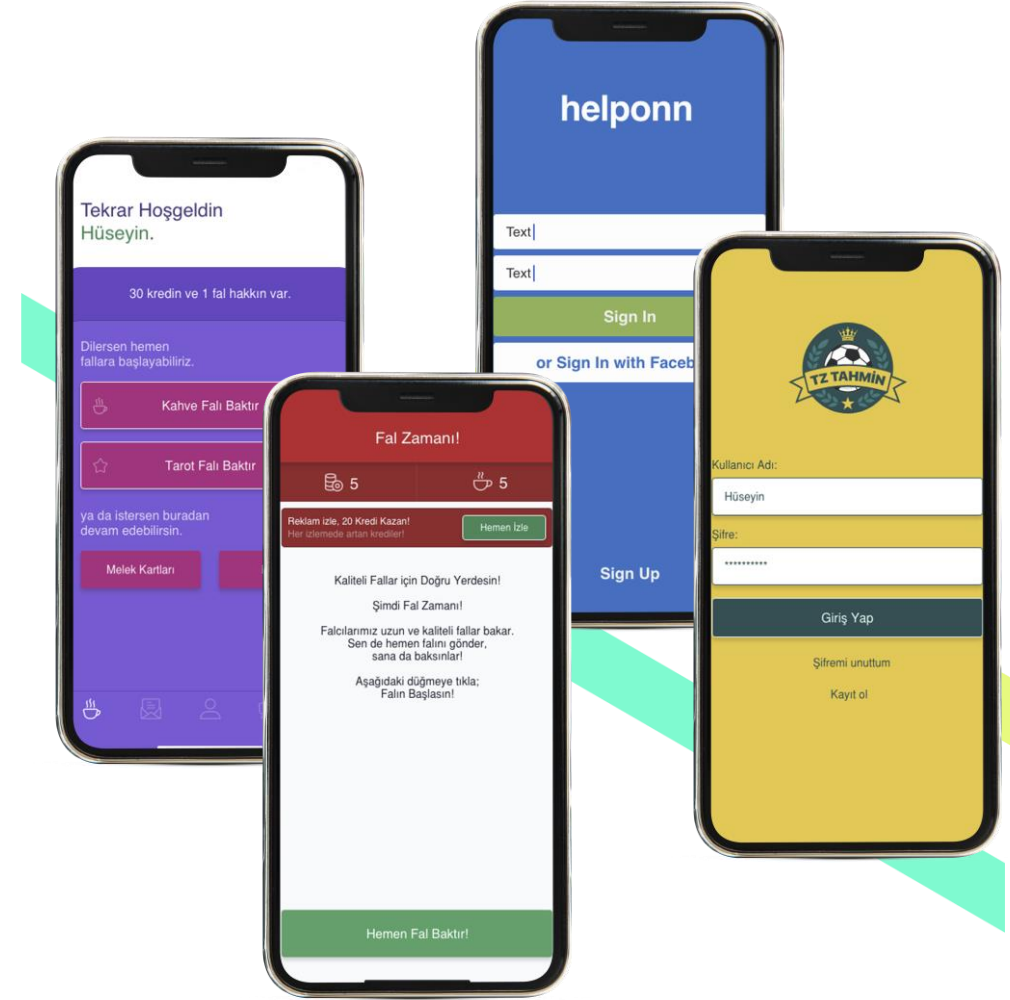 Tekrar Hoşgeldin
Hüseyin.
30 kredin ve 1 fal hakkın var.
Dilersen hemen
fallara başlayabiliriz.
Kahve Falı Baktır
Tarot Falı Baktır
ya da istersen buradan
devam edebilirsin.
Melek Kartları
Fal Zamanı!
5
5
Reklam izle, 20 Kredi Kazan!
Her izlemede artan krediler!
Hemen İzle
Kaliteli Fallar için Doğru Yerdesin!
Şimdi Fal Zamanı!
Falcılarımız uzun ve kaliteli fallar bakar.
Sen de hemen falını gönder,
sana da baksınlar!
Aşağıdaki düğmeye tıkla;
Falın Başlasın!
Hemen Fal Baktır!
helponn
Text
Text
Sign In
or Sign In with Faceb
Sign Up
TZ TAHMİN
Kullanıcı Adı:
Hüseyin
Şifre:
**********
Giriş Yap
Şifremi unuttum
Kayıt ol